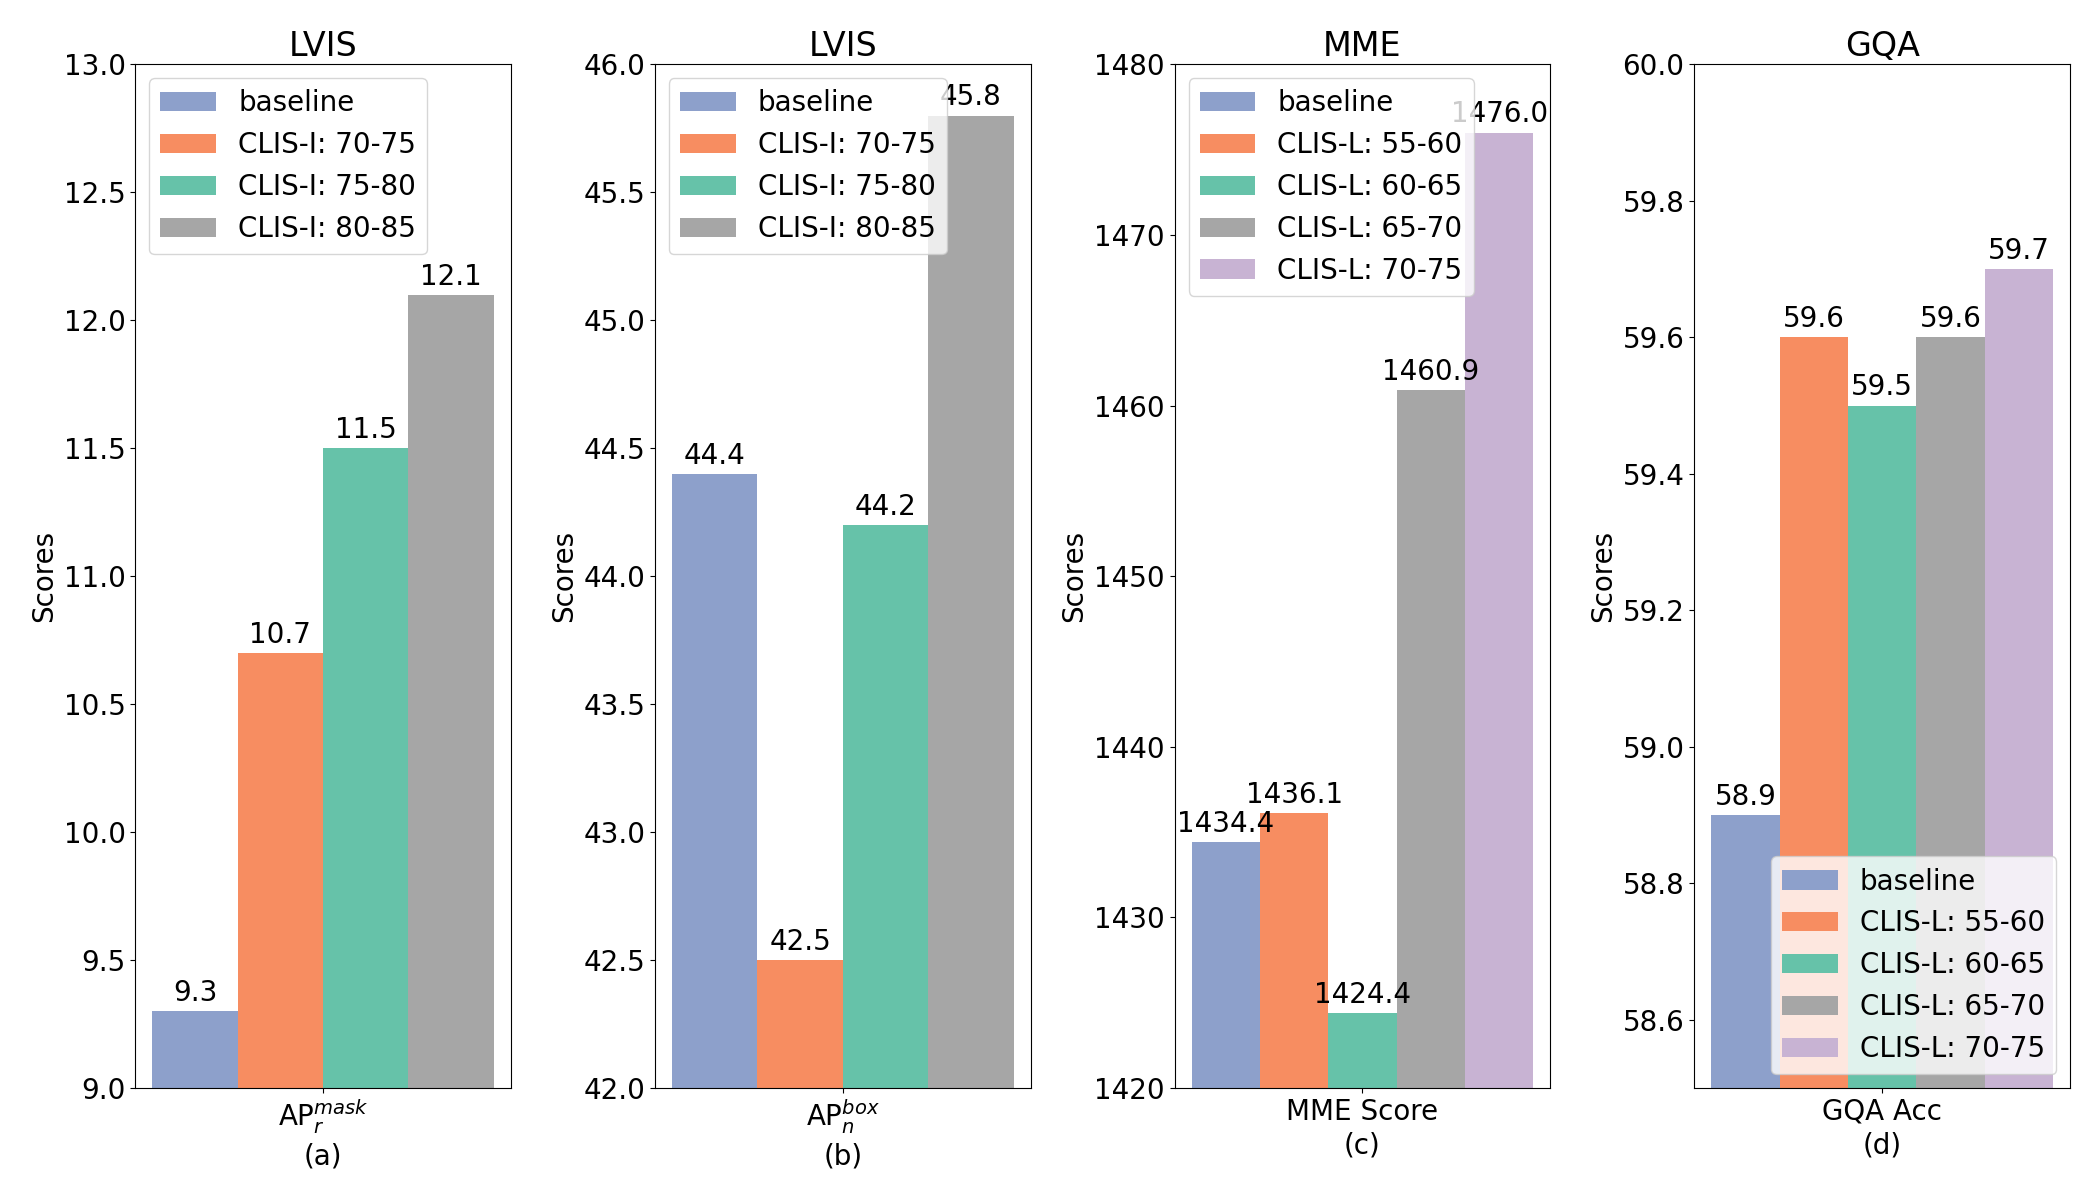 LVIS
13.0
12.5
12.0
11.5
11.0
10.5
10.0
9.5
9.0
Scores
baseline
CLIS-I: 70-75
CLIS-I: 75-80
CLIS-I: 80-85
9.3
10.7
11.5
12.1
AP_r^mask
(a)
LVIS
46.0
45.5
45.0
44.5
44.0
43.5
43.0
42.5
42.0
Scores
baseline
CLIS-I: 70-75
CLIS-I: 75-80
CLIS-I: 80-85
44.4
42.5
44.2
45.8
AP_n^box
(b)
MME
1480
1470
1460
1450
1440
1430
1420
Scores
baseline
CLIS-L: 55-60
CLIS-L: 60-65
CLIS-L: 65-70
CLIS-L: 70-75
1434.4
1436.1
1424.4
1460.9
1476.0
MME Score
(c)
GQA
60.0
59.8
59.6
59.4
59.2
59.0
58.8
58.6
Scores
58.9
59.6
59.5
59.6
59.7
baseline
CLIS-L: 55-60
CLIS-L: 60-65
CLIS-L: 65-70
CLIS-L: 70-75
GQA Acc
(d)